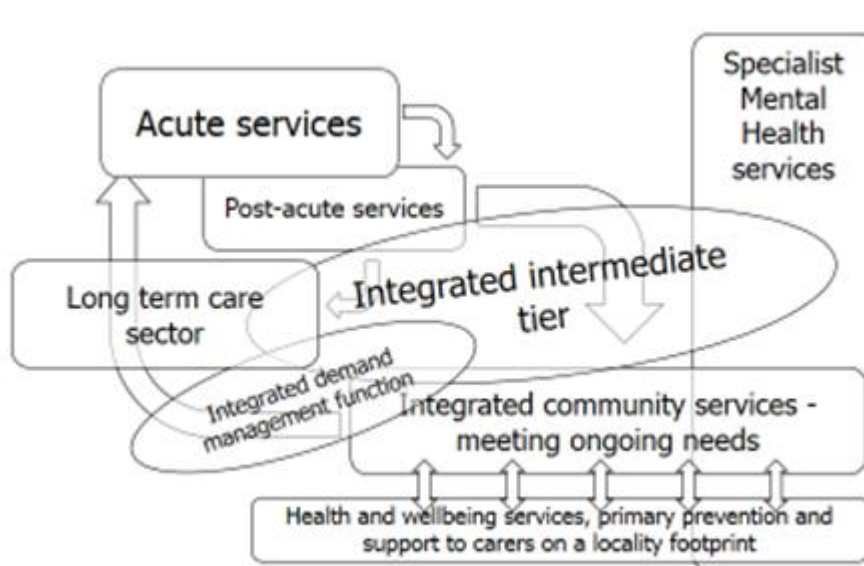 Specialist
Mental
Health
services
Acute services
Post-acute services
Integrated intermediate
tier
Long term care
sector
Integrated demand
management function
Integrated community services -
meeting ongoing needs
Health and wellbeing services, primary prevention and
support to carers on a locality footprint